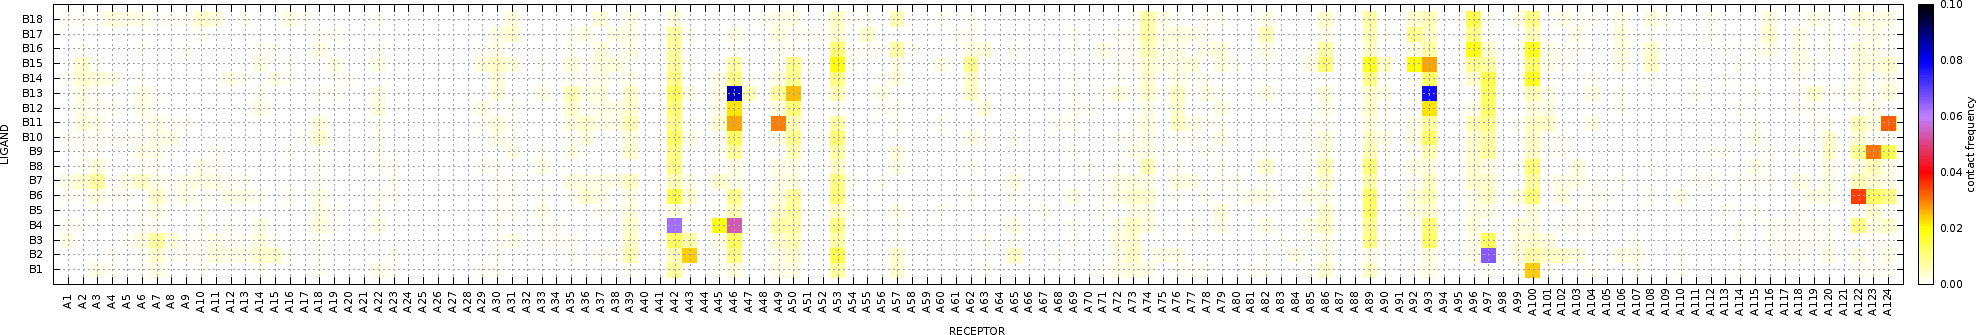 B18
B17
B16
B15
B14
B13
B12
B11
B10
B9
B8
B7
B6
B5
B4
B3
B2
B1
LIGAND
A1 A2 A3 A4 A5 A6 A7 A8 A9 A10 A11 A12 A13 A14 A15 A16 A17 A18 A19 A20 A21 A22 A23 A24 A25 A26 A27 A28 A29 A30 A31 A32 A33 A34 A35 A36 A37 A38 A39 A40 A41 A42 A43 A44 A45 A46 A47 A48 A49 A50 A51 A52 A53 A54 A55 A56 A57 A58 A59 A60 A61 A62 A63 A64 A65 A66 A67 A68 A69 A70 A71 A72 A73 A74 A75 A76 A77 A78 A79 A80 A81 A82 A83 A84 A85 A86 A87 A88 A89 A90 A91 A92 A93 A94 A95 A96 A97 A98 A99 A100 A101 A102 A103 A104 A105 A106 A107 A108 A109 A110 A111 A112 A113 A114 A115 A116 A117 A118 A119 A120 A121 A122 A123 A124
RECEPTOR
0.10
0.08
0.06
0.04
0.02
0.00
contact frequency